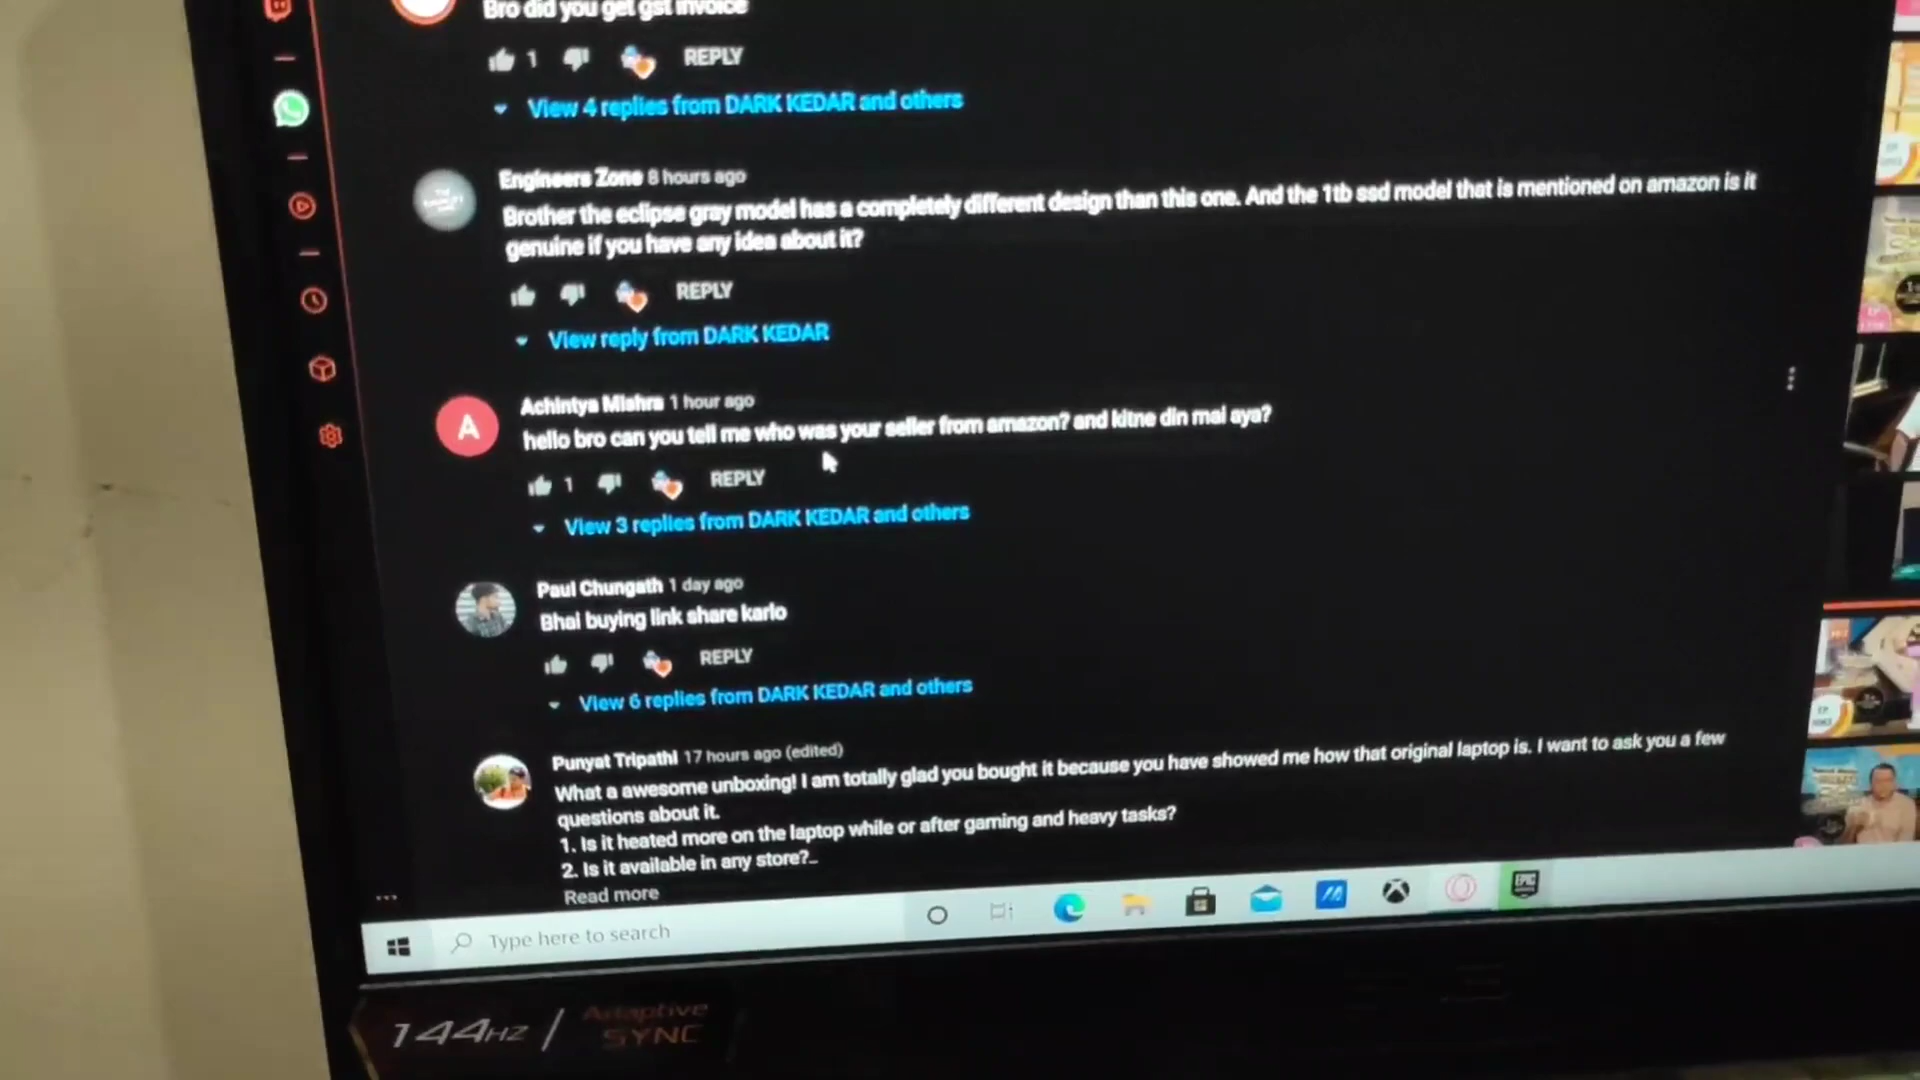 Bro did you get gst invoice
1 REPLY
View 4 replies from DARK KEDAR and others
Engineers Zone 8 hours ago
Brother the eclipse gray model has a completely different design than this one. And the 1tb ssd model that is mentioned on amazon is it
genuine if you have any idea about it?
REPLY
View reply from DARK KEDAR
A
Achintya Mishra 1 hour ago
hello bro can you tell me who was your seller from amazon? and kitne din mai aya?
1 REPLY
View 3 replies from DARK KEDAR and others
Paul Chungath 1 day ago
Bhai buying link share karlo
REPLY
View 6 replies from DARK KEDAR and others
Punyat Tripathi 17 hours ago (edited)
What a awesome unboxing! I am totally glad you bought it because you have showed me how that original laptop is. I want to ask you a few
questions about it.
1. Is it heated more on the laptop while or after gaming and heavy tasks?
2. Is it available in any store?...
Read more
Type here to search
EPIC
144HZ / Adaptive
SYNC